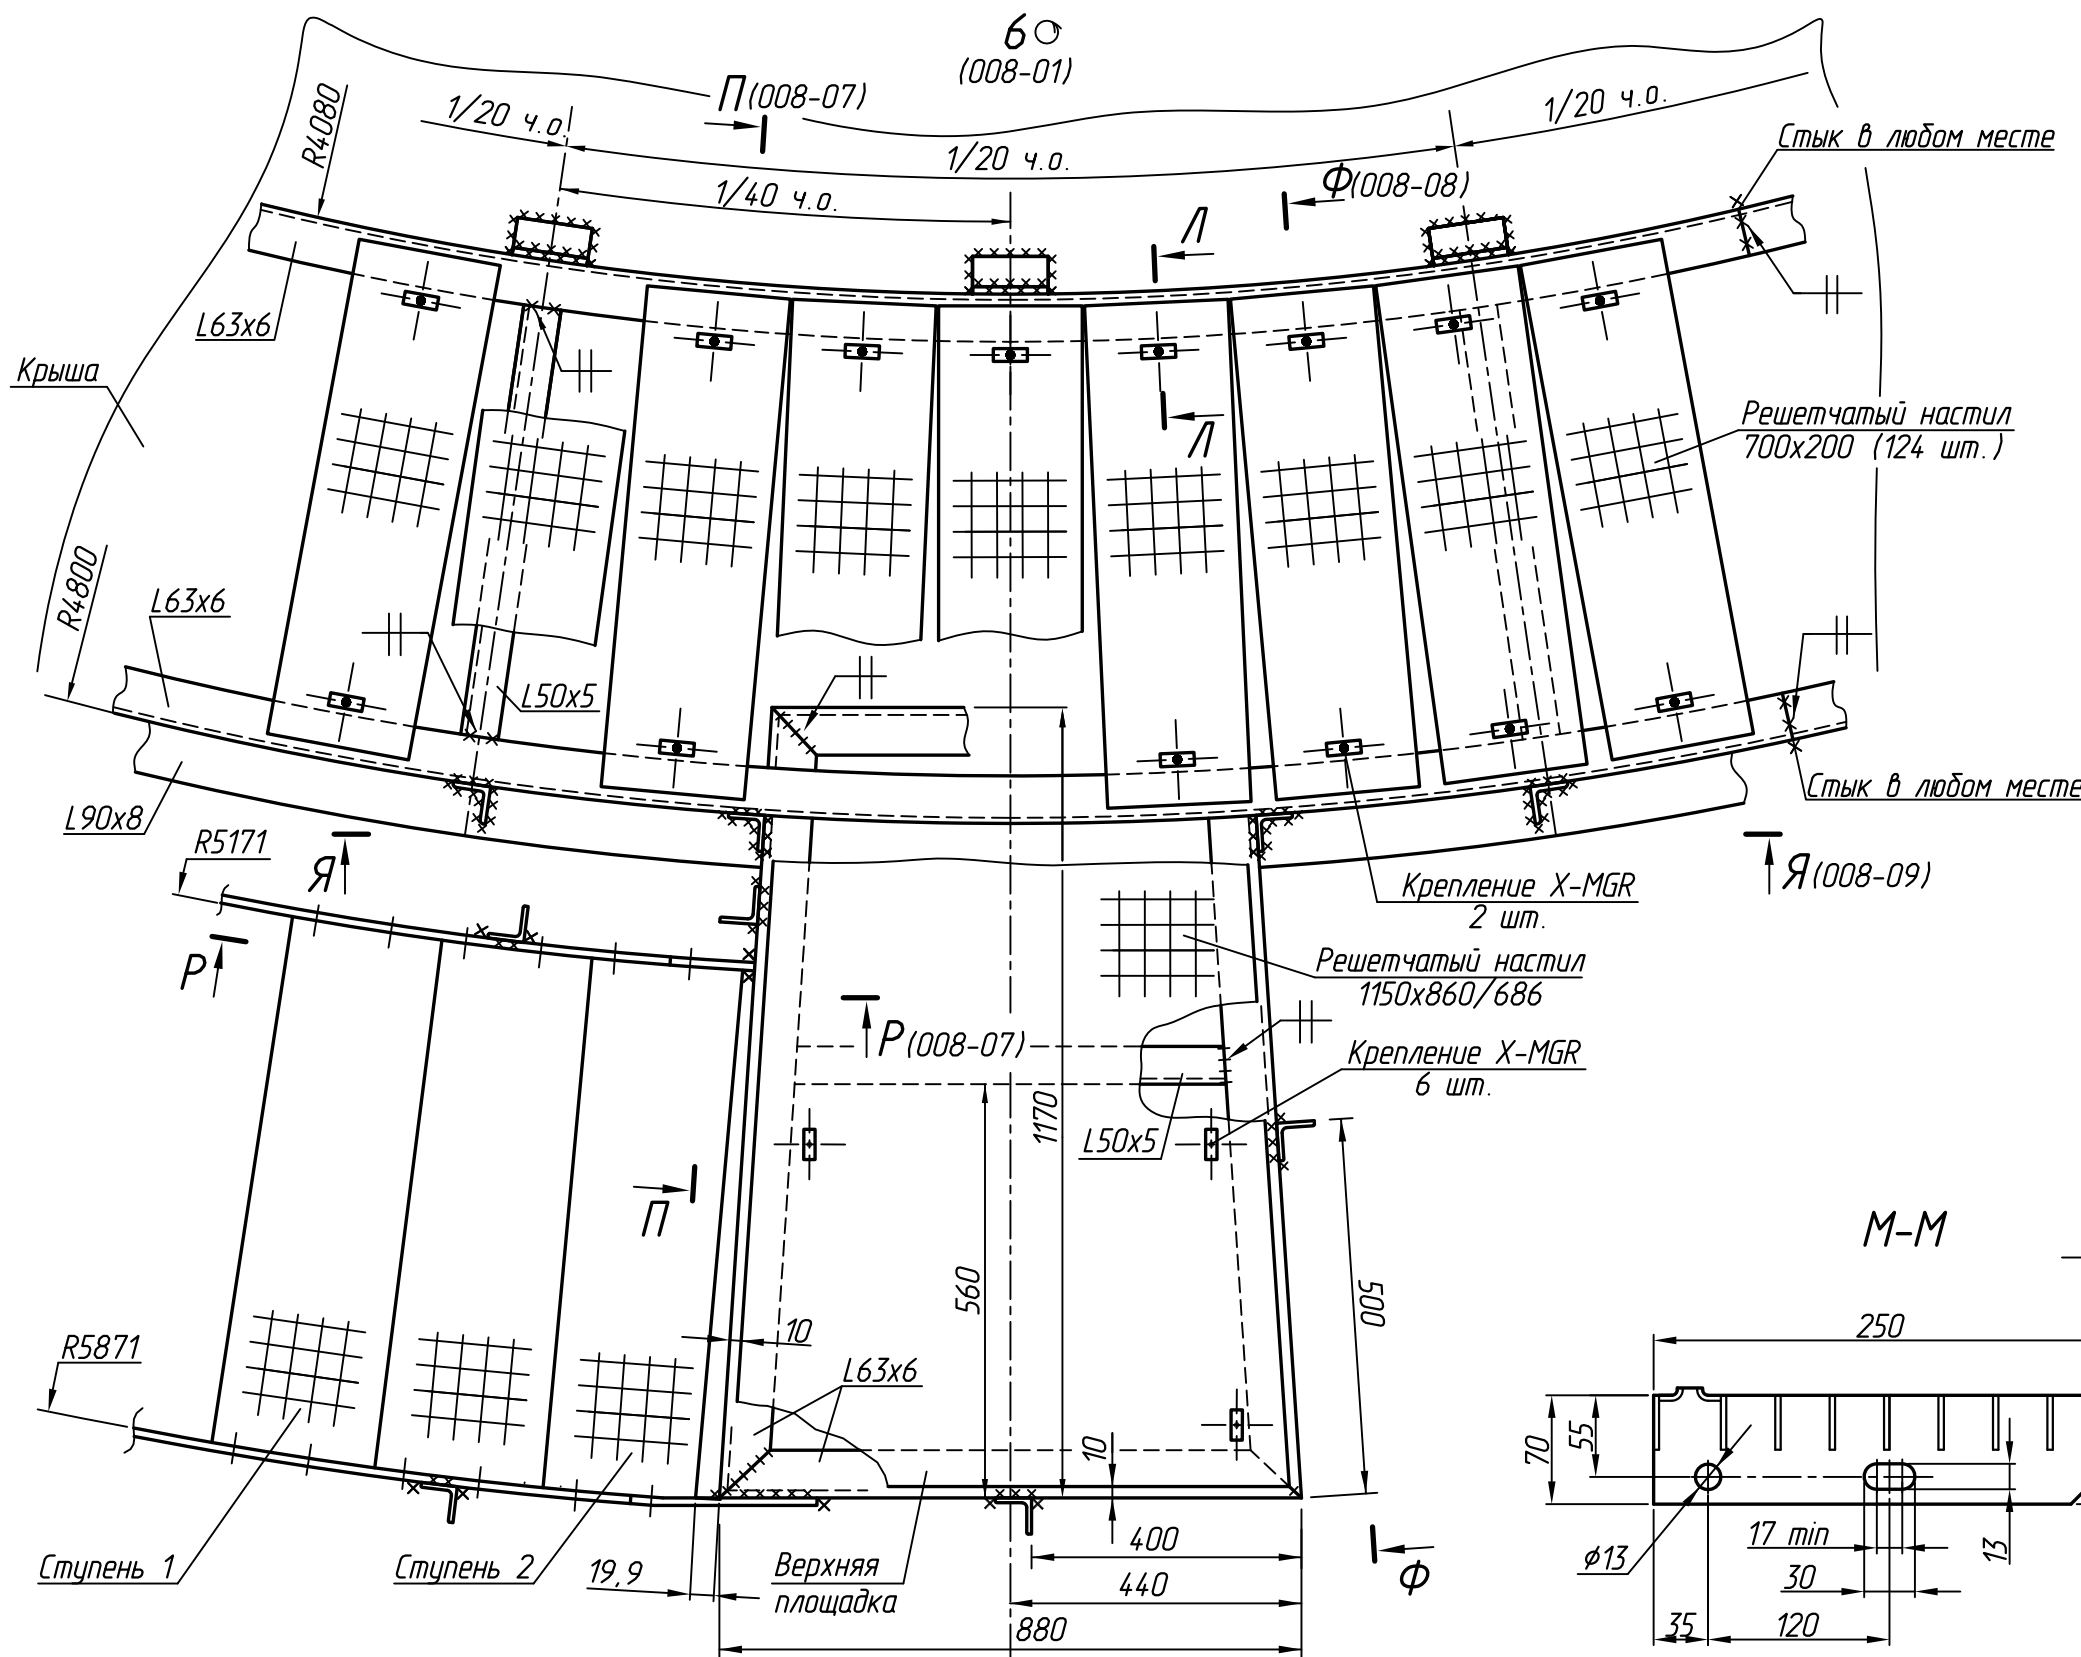 6
(008-01)
П (008-07)
1/20 ч.о.
1/20 ч.о.
1/20 ч.о.
1/40 ч.о.
R4080
Ф (008-08)
Стык в любом месте
Л
L63x6
Крыша
Л
Решетчатый настил
700x200 (124 шт.)
R4800
L63x6
L50x5
L90x8
Стык в любом месте
R5171
Я
Я (008-09)
Крепление X-MGR
2 шт.
Р
Решетчатый настил
1150x860/686
Р (008-07)
Крепление X-MGR
6 шт.
1170
L50x5
П
М-М
560
500
10
R5871
L63x6
250
10
70
55
Ступень 1
Ступень 2
19,9
Верхняя
площадка
400
Ф
440
880
ϕ13
17 min
13
30
35
120